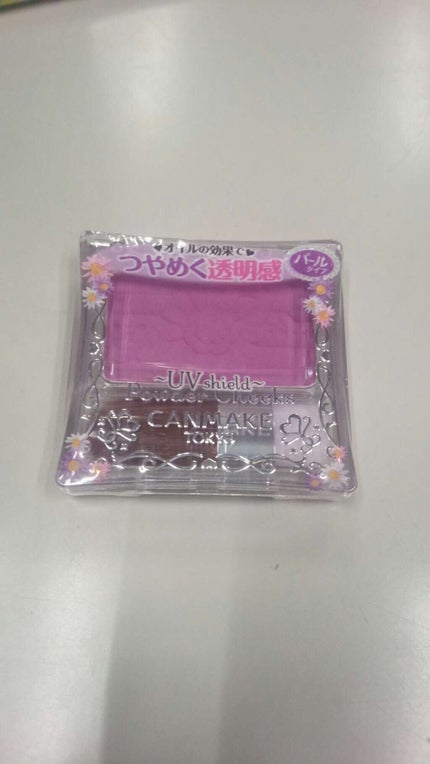 ♥オイルの効果で♥
つやめく透明感
パール
タイプ
~UV shield~
Powder Cheeks
CANMAKE
TOKYO